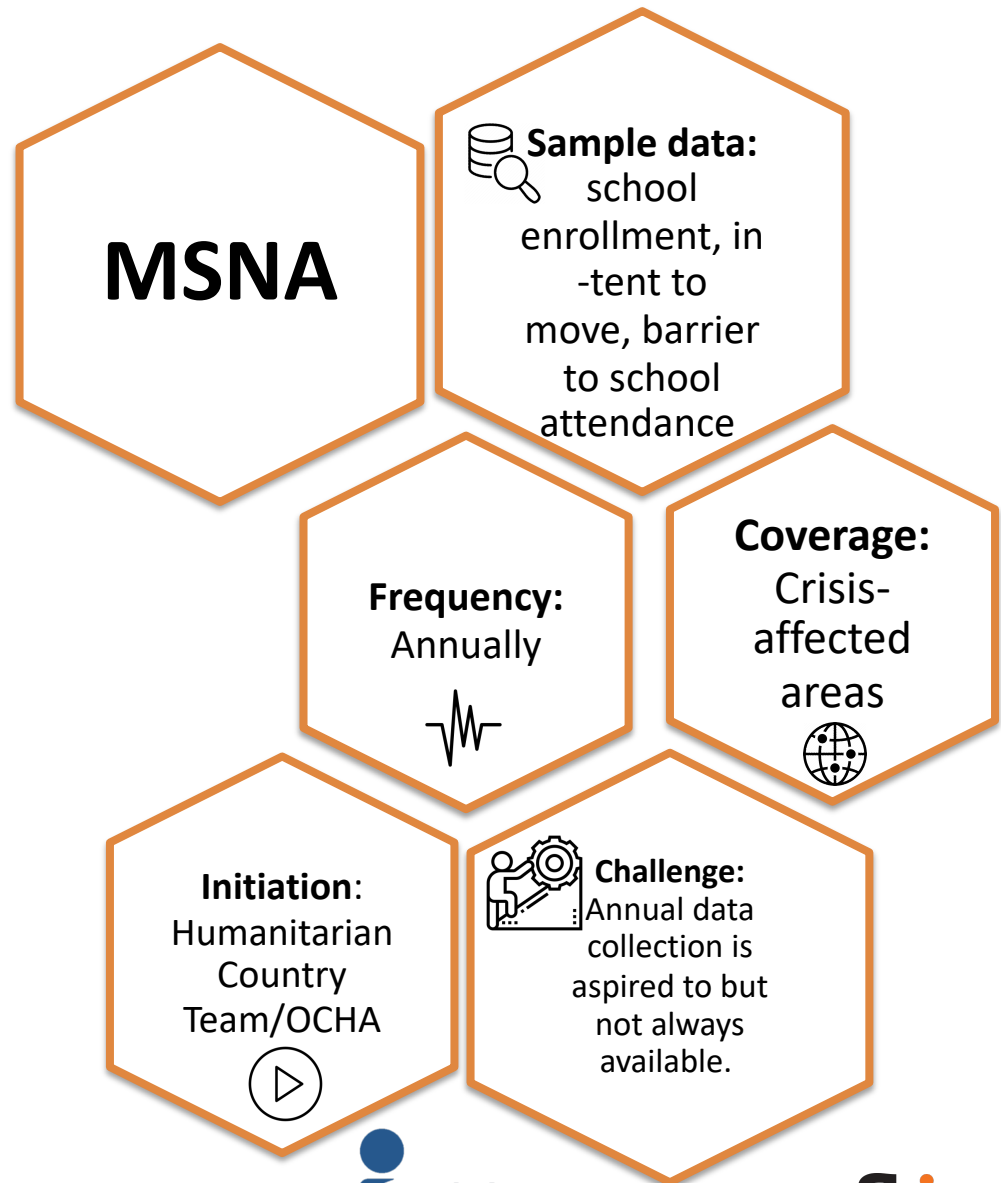 MSNA
Sample data:
school
enrollment, in
-tent to
move, barrier
to school
attendance
Frequency:
Annually
Coverage:
Crisis-
affected
areas
Initiation:
Humanitarian
Country
Team/OCHA
Challenge:
Annual data
collection is
aspired to but
not always
available.